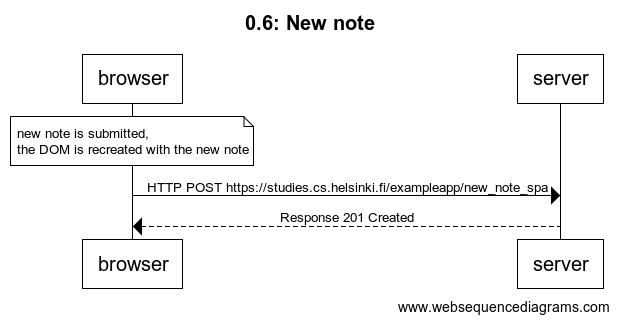 0.6: New note
browser
server
new note is submitted,
the DOM is recreated with the new note
HTTP POST https://studies.cs.helsinki.fi/exampleapp/new_note_spa
Response 201 Created
browser
server
www.websequencediagrams.com